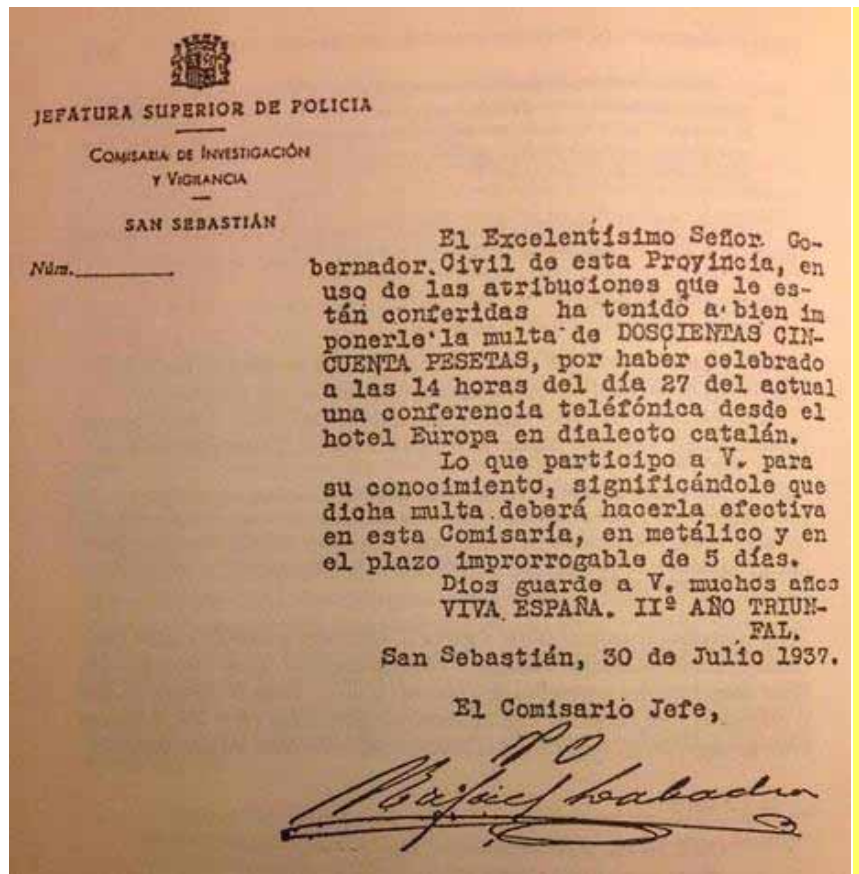 JEFATURA SUPERIOR DE POLICIA
COMISARIA DE INVESTIGACIÓN
Y VIGILANCIA
SAN SEBASTIÁN
Núm.
El Excelentísimo Señor Go-
bernador Civil de esta Provincia, en
uso de las atribuciones que le es-
tán conferidas ha tenido a bien im
ponerle la multa de DOSCIENTAS CIN-
CUENTA PESETAS, por haber celebrado
a las 14 horas del día 27 del actual
una conferencia teléfónica desde el
hotel Europa en dialecto catalán.
Lo que participo a V. para
su conocimiento, significándole que
dicha multa deberá hacerla efectiva
en esta Comisaría, en metálico y en
el plazo improrrogable de 5 días.
Dios guarde a V. muchos años
VIVA ESPAÑA. IIº AÑO TRIUN-
FAL.
San Sebastián, 30 de Julio 1937.
El Comisario Jefe,
PO
Rafael